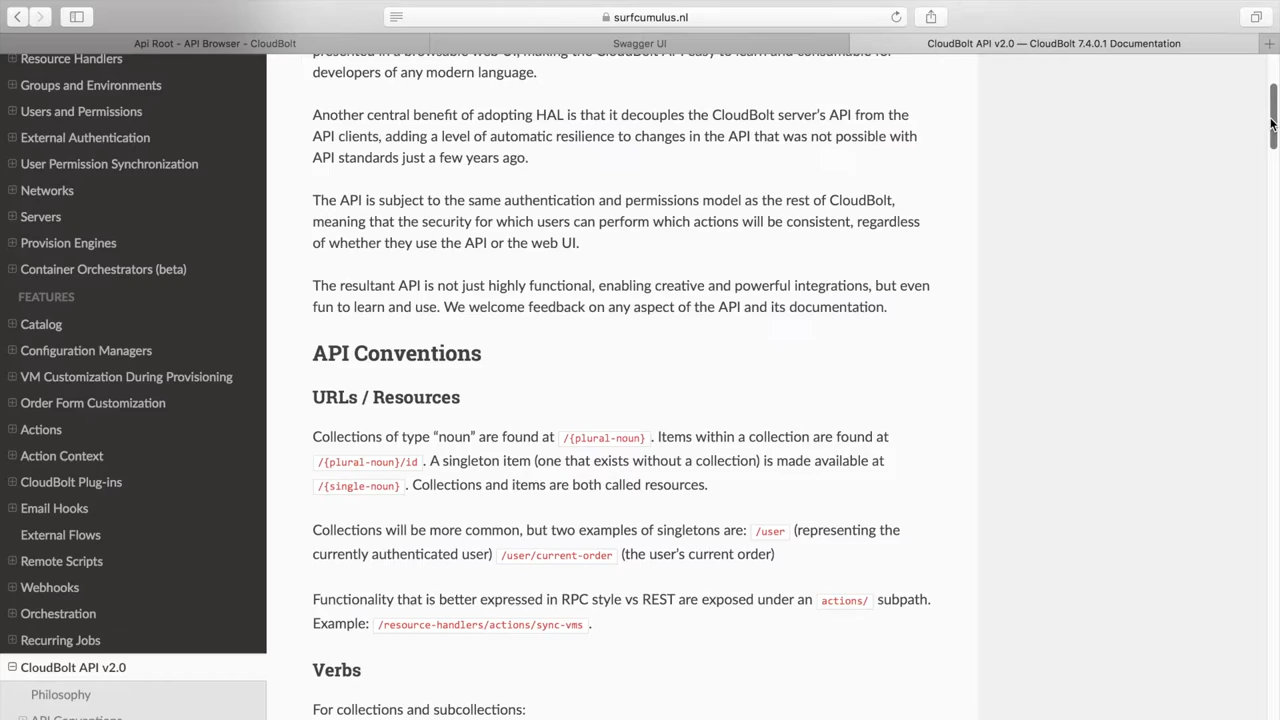 surfcumulus.nl
Api Root - API Browser - CloudBolt
Swagger UI
CloudBolt API v2.0 — CloudBolt 7.4.0.1 Documentation
Resource Handlers
Groups and Environments
Users and Permissions
External Authentication
User Permission Synchronization
Networks
Servers
Provision Engines
Container Orchestrators (beta)
FEATURES
Catalog
Configuration Managers
VM Customization During Provisioning
Order Form Customization
Actions
Action Context
CloudBolt Plug-ins
Email Hooks
External Flows
Remote Scripts
Webhooks
Orchestration
Recurring Jobs
CloudBolt API v2.0
Philosophy
API Conventions
presented in a browsable web UI, making the CloudBolt API easy to learn and consumable for
developers of any modern language.
Another central benefit of adopting HAL is that it decouples the CloudBolt server's API from the
API clients, adding a level of automatic resilience to changes in the API that was not possible with
API standards just a few years ago.
The API is subject to the same authentication and permissions model as the rest of CloudBolt,
meaning that the security for which users can perform which actions will be consistent, regardless
of whether they use the API or the web UI.
The resultant API is not just highly functional, enabling creative and powerful integrations, but even
fun to learn and use. We welcome feedback on any aspect of the API and its documentation.
API Conventions
URLs / Resources
Collections of type “noun” are found at /{plural-noun} . Items within a collection are found at
/{plural-noun}/id . A singleton item (one that exists without a collection) is made available at
/{single-noun} . Collections and items are both called resources.
Collections will be more common, but two examples of singletons are: /user (representing the
currently authenticated user) /user/current-order (the user's current order)
Functionality that is better expressed in RPC style vs REST are exposed under an actions/ subpath.
Example: /resource-handlers/actions/sync-vms .
Verbs
For collections and subcollections: